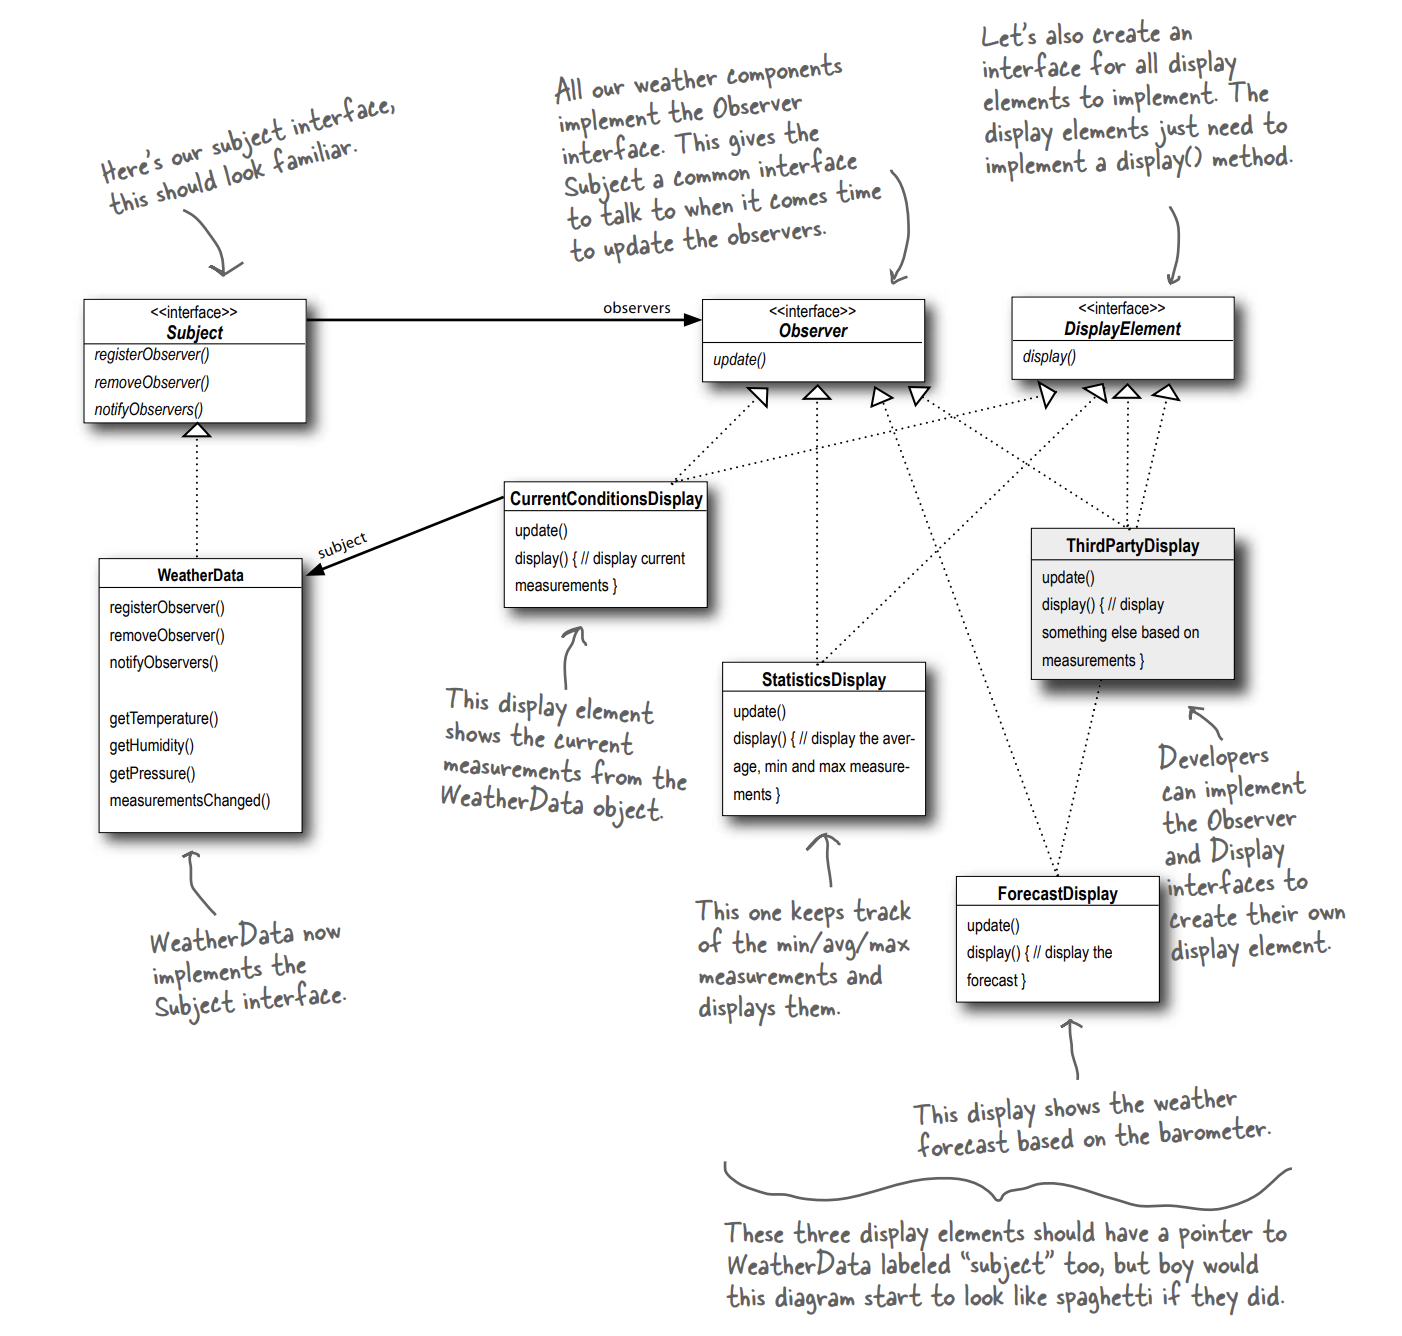 Here's our subject interface,
this should look familiar.
All our weather components
implement the Observer
interface. This gives the
Subject a common interface
to talk to when it comes time
to update the observers.
Let's also create an
interface for all display
elements to implement. The
display elements just need to
implement a display() method.
<<interface>>
Subject
registerObserver()
removeObserver()
notifyObservers()
observers
<<interface>>
Observer
update()
<<interface>>
DisplayElement
display()
CurrentConditionsDisplay
update()
display() { // display current
measurements }
subject
WeatherData
registerObserver()
removeObserver()
notifyObservers()
getTemperature()
getHumidity()
getPressure()
measurementsChanged()
ThirdPartyDisplay
update()
display() { // display
something else based on
measurements }
StatisticsDisplay
update()
display() { // display the aver-
age, min and max measure-
ments }
This display element
shows the current
measurements from the
WeatherData object.
Developers
can implement
the Observer
and Display
interfaces to
create their own
display element.
ForecastDisplay
update()
display() { // display the
forecast }
WeatherData now
implements the
Subject interface.
This one keeps track
of the min/avg/max
measurements and
displays them.
This display shows the weather
forecast based on the barometer.
These three display elements should have a pointer to
WeatherData labeled "subject" too, but boy would
this diagram start to look like spaghetti if they did.